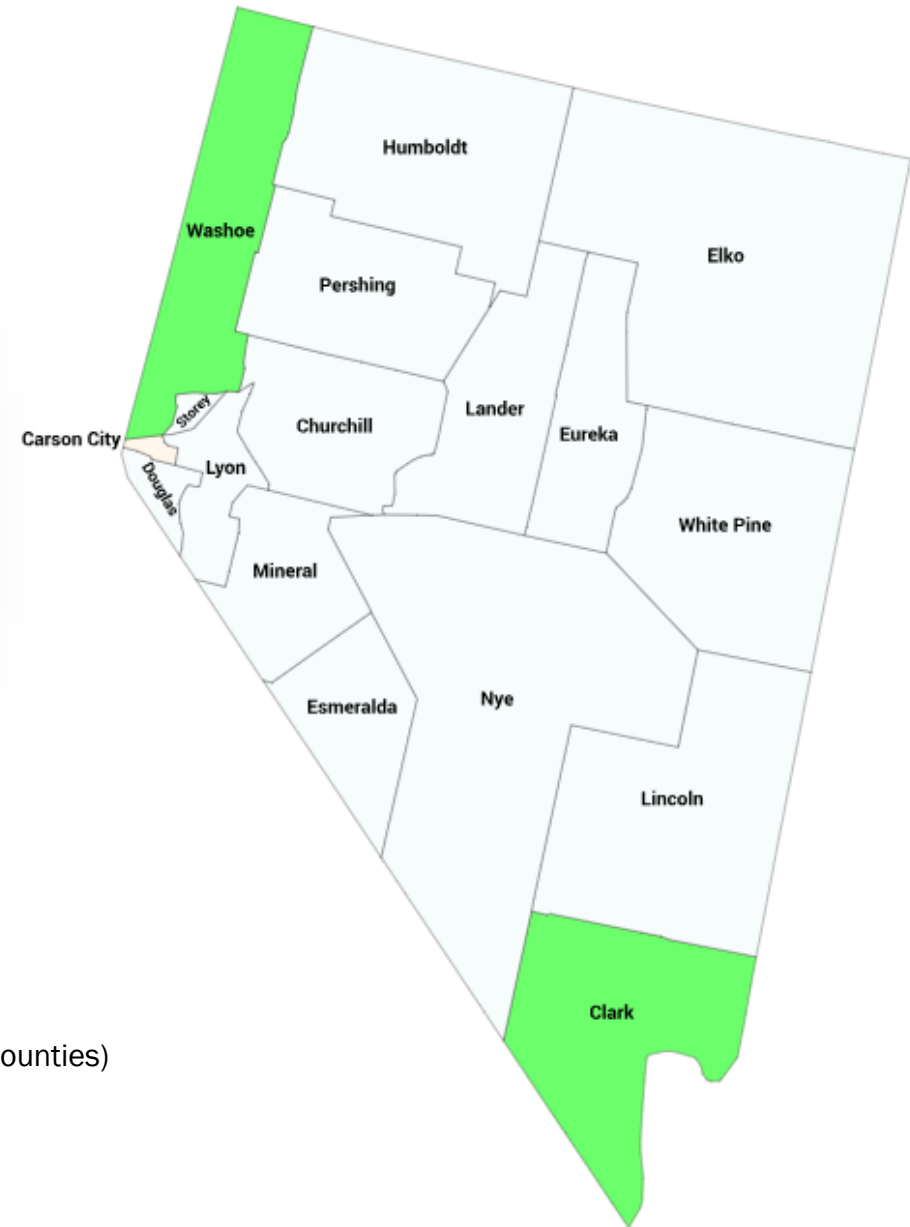 Humboldt
Washoe
Elko
Pershing
Storey
Lander
Churchill
Eureka
Carson City
Lyon
Douglas
White Pine
Mineral
Nye
Esmeralda
Lincoln
Clark
ounties)